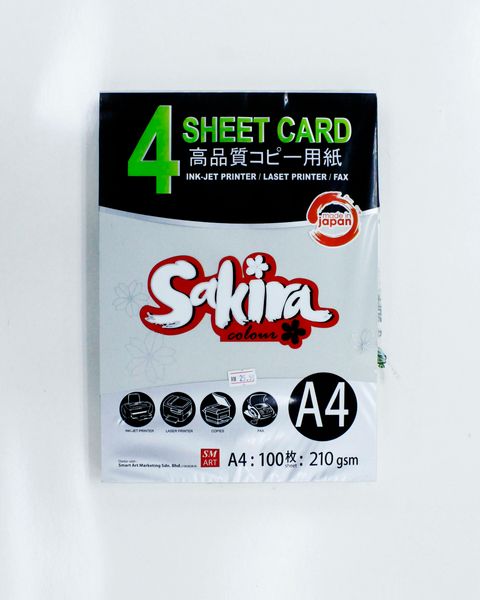 4 SHEET CARD
高品質コピー用紙
INK-JET PRINTER / LASET PRINTER / FAX
made in
japan
Sakira
colour
A4
INKJET PRINTER
LASER PRINTER
COPIES
FAX
SM
ART
Smart Art Marketing Sdn. Bhd.
A4 : 100枚 : 210 gsm
sheet